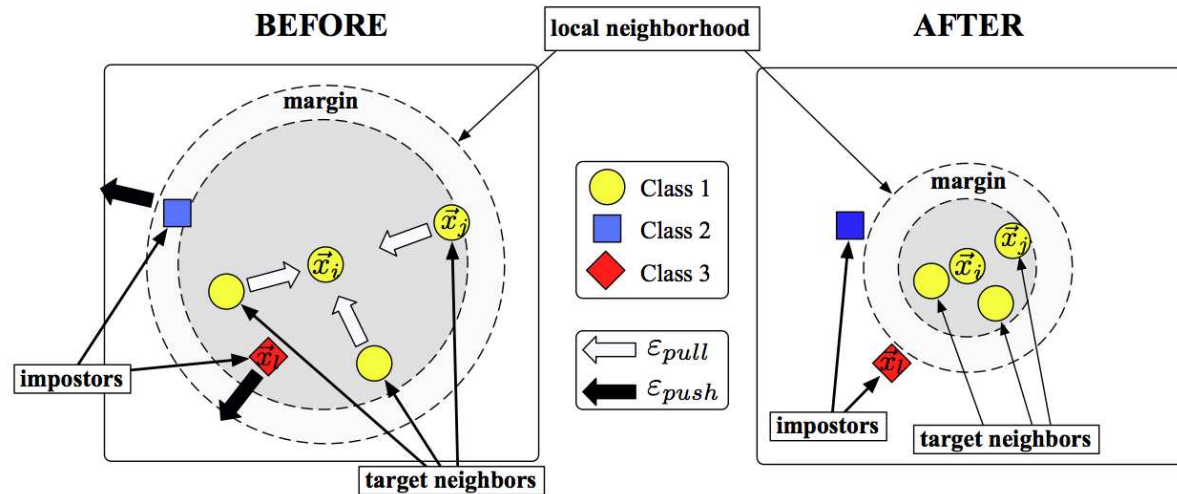 BEFORE
local neighborhood
AFTER
margin
x⃗j
x⃗i
x⃗l
impostors
target neighbors
Class 1
Class 2
Class 3
εpull
εpush
margin
x⃗j
x⃗i
x⃗l
impostors
target neighbors